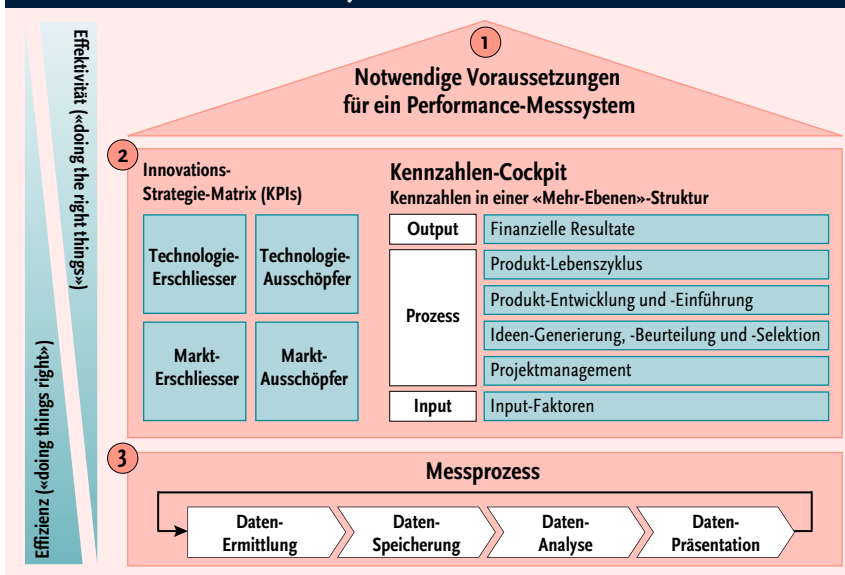 Effektivität («doing the right things»)
Effizienz («doing things right»)
1
Notwendige Voraussetzungen
für ein Performance-Messsystem
2
Innovations-
Strategie-Matrix (KPIs)
Technologie-
Erschliesser
Technologie-
Ausschöpfer
Markt-
Erschliesser
Markt-
Ausschöpfer
Kennzahlen-Cockpit
Kennzahlen in einer «Mehr-Ebenen»-Struktur
Output
Finanzielle Resultate
Prozess
Produkt-Lebenszyklus
Produkt-Entwicklung und -Einführung
Ideen-Generierung, -Beurteilung und -Selektion
Projektmanagement
Input
Input-Faktoren
3
Messprozess
Daten-
Ermittlung
Daten-
Speicherung
Daten-
Analyse
Daten-
Präsentation